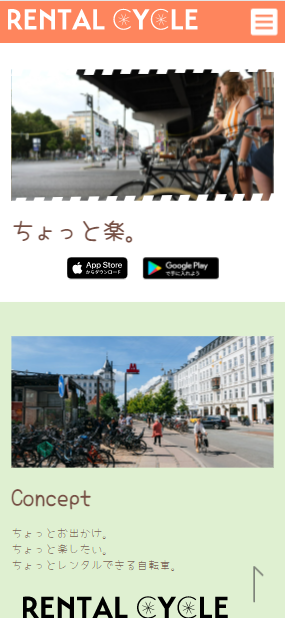 RENTAL CYCLE
ちょっと楽。
App Store
からダウンロード
Google Play
で手に入れよう
Concept
ちょっとお出かけ。
ちょっと楽したい。
ちょっとレンタルできる自転車。
RENTAL CYCLE